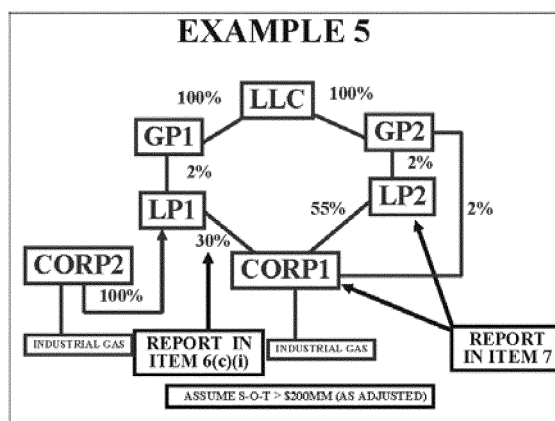 EXAMPLE 5
100%
LLC
100%
GP1
GP2
2%
2%
LP1
LP2
55%
2%
30%
CORP2
CORP1
100%
INDUSTRIAL GAS
REPORT IN
ITEM 6(c)(i)
INDUSTRIAL GAS
REPORT
IN ITEM 7
ASSUME S-O-T > $200MM (AS ADJUSTED)